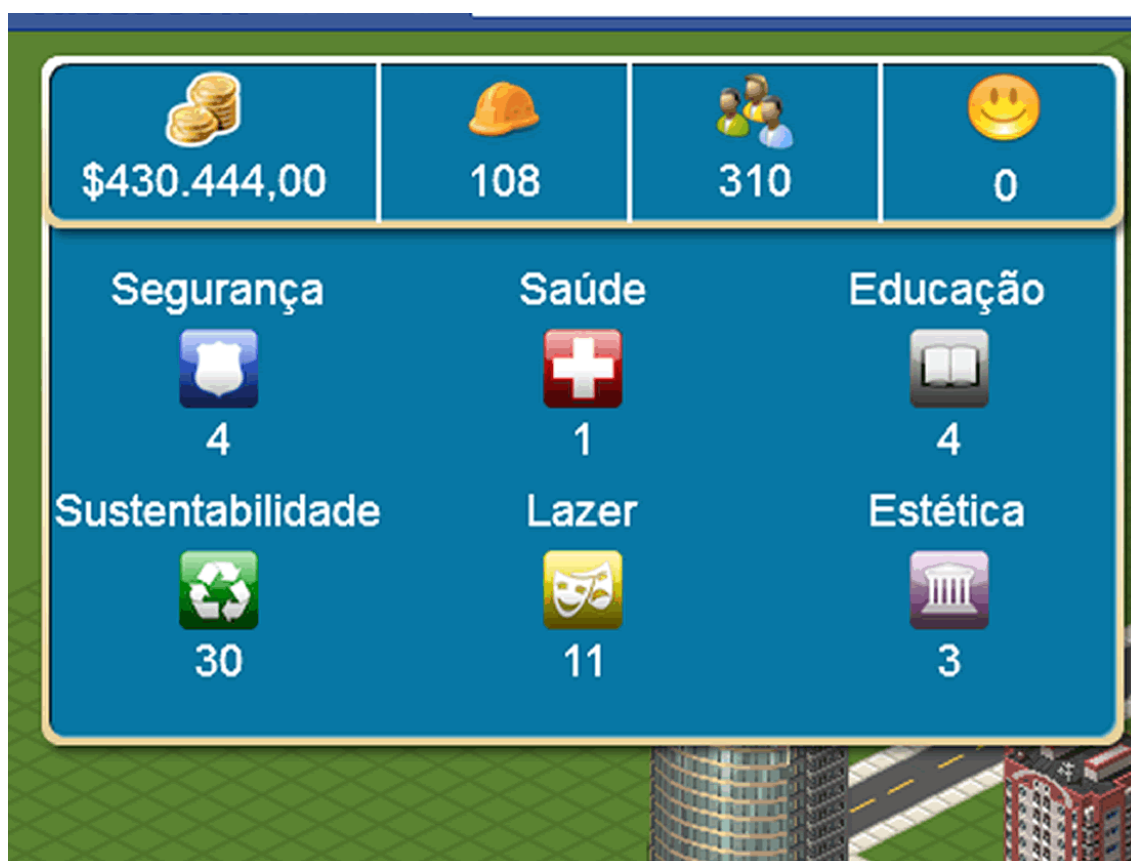 $430.444,00 108 310 0
Segurança Saúde Educação
4 1 4
Sustentabilidade Lazer Estética
30 11 3